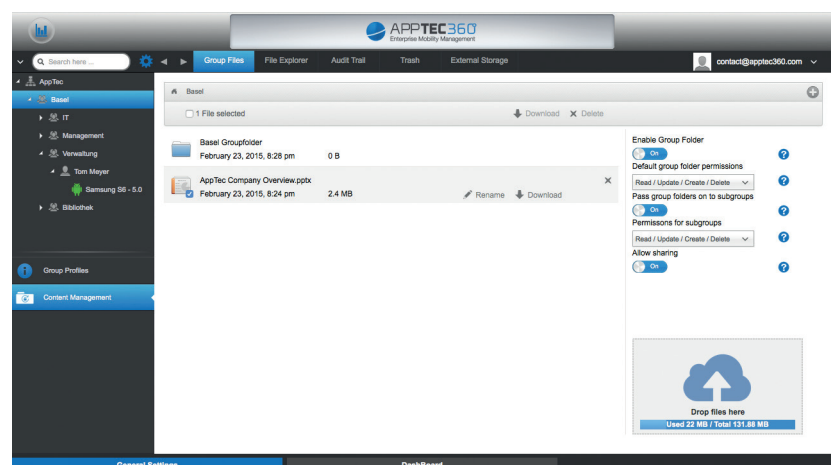 APPTEC360°
Enterprise Mobility Management
Search here ...
Group Files
File Explorer
Audit Trail
Trash
External Storage
contact@apptec360.com
AppTec
Basel
IT
Management
Verwaltung
Tom Meyer
Samsung S6 - 5.0
Bibliothek
Group Profiles
Content Management
Basel
1 File selected
Download
Delete
Basel Groupfolder
February 23, 2015, 8:28 pm 0 B
AppTec Company Overview.pptx
February 23, 2015, 8:24 pm 2.4 MB
Rename
Download
Enable Group Folder
On
Default group folder permissions
Read / Update / Create / Delete
Pass group folders on to subgroups
On
Permissons for subgroups
Read / Update / Create / Delete
Allow sharing
On
Drop files here
Used 22 MB / Total 131.88 MB
General Settings
DashBoard